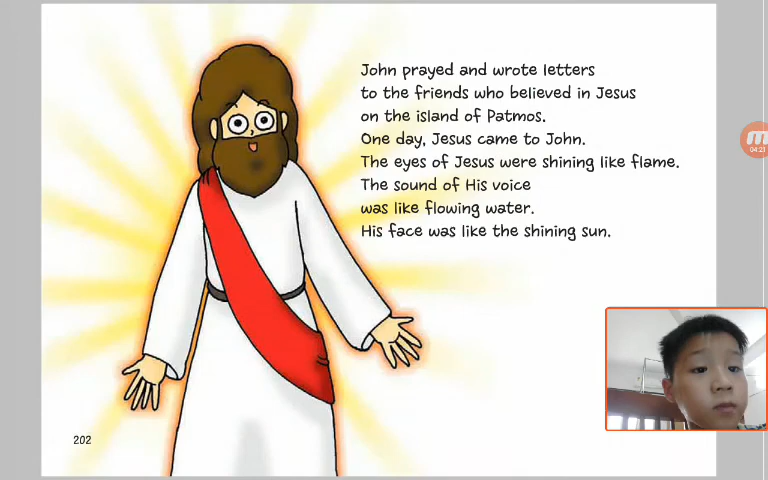 John prayed and wrote letters
to the friends who believed in Jesus
on the island of Patmos.
One day, Jesus came to John.
The eyes of Jesus were shining like flame.
The sound of His voice
was like flowing water.
His face was like the shining sun.
202
04:21